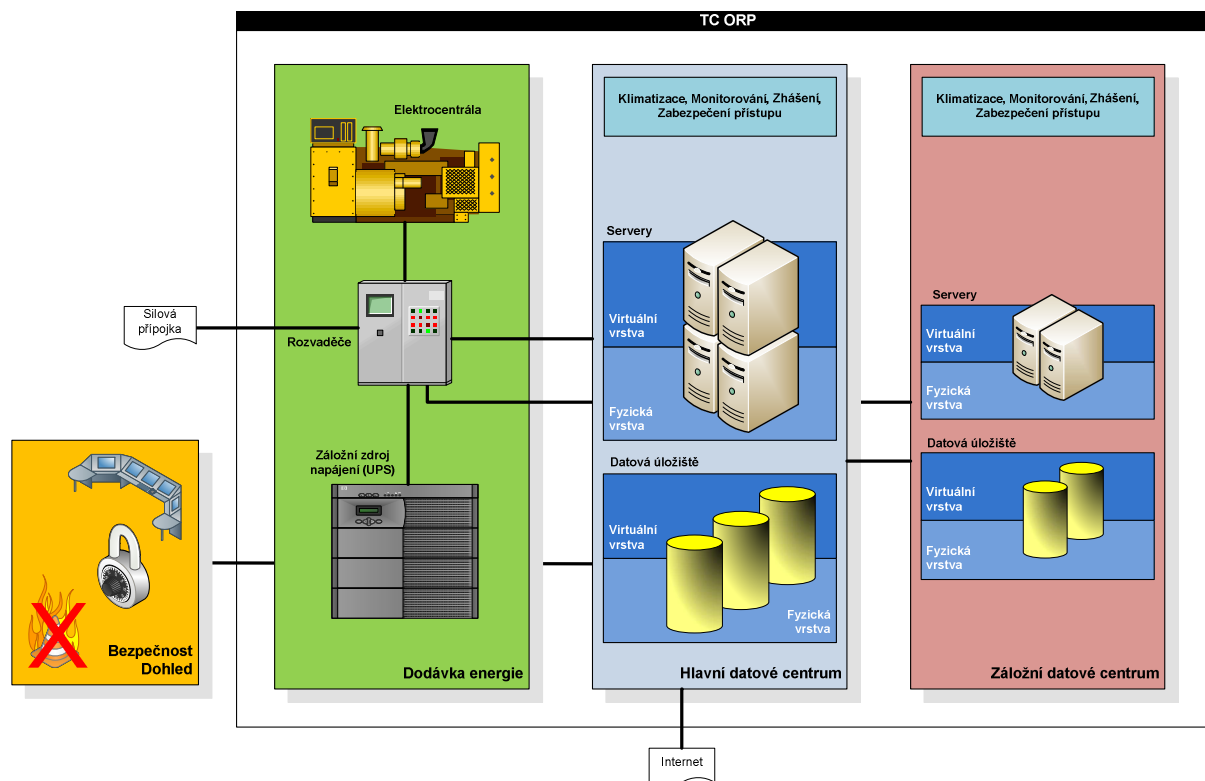 TC ORP
Elektrocentrála
Silová
přípojka
Rozvaděče
Záložní zdroj
napájení (UPS)
Dodávka energie
Bezpečnost
Dohled
Klimatizace, Monitorování, Zhášení,
Zabezpečení přístupu
Servery
Virtuální
vrstva
Fyzická
vrstva
Datová úložiště
Virtuální
vrstva
Fyzická
vrstva
Hlavní datové centrum
Klimatizace, Monitorování, Zhášení,
Zabezpečení přístupu
Servery
Virtuální
vrstva
Fyzická
vrstva
Datová úložiště
Virtuální
vrstva
Fyzická
vrstva
Záložní datové centrum
Internet